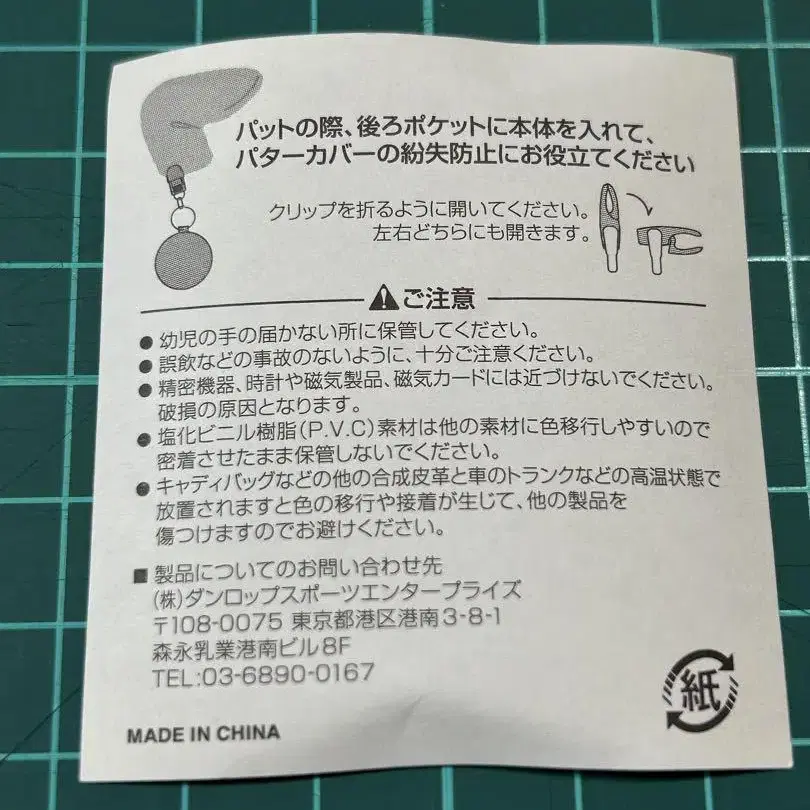 パットの際、後ろポケットに本体を入れて、
パターカバーの紛失防止にお役立てください
クリップを折るように開いてください。
左右どちらにも開きます。
ご注意
●幼児の手の届かない所に保管してください。
●誤飲などの事故のないように、十分ご注意ください。
●精密機器、時計や磁気製品、磁気カードには近づけないでください。
破損の原因となります。
●塩化ビニル樹脂(P.V.C)素材は他の素材に色移行しやすいので
密着させたまま保管しないでください。
●キャディバッグなどの他の合成皮革と車のトランクなどの高温状態で
放置されますと色の移行や接着が生じて、他の製品を
傷つけますのでお避けください。
■製品についてのお問い合わせ先
(株)ダンロップスポーツエンタープライズ
〒108-0075 東京都港区港南3-8-1
森永乳業港南ビル8F
TEL:03-6890-0167
紙
MADE IN CHINA